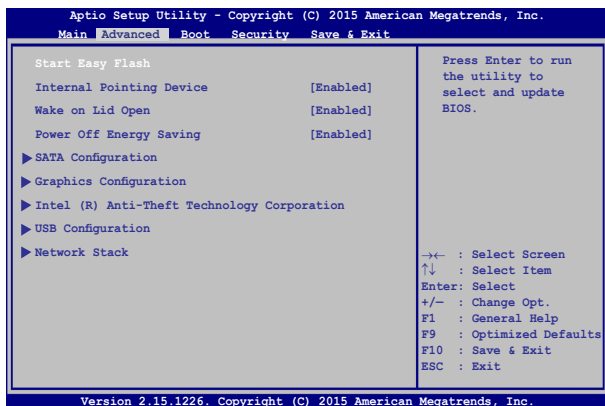 Aptio Setup Utility - Copyright (C) 2015 American Megatrends, Inc.
Main Advanced Boot Security Save & Exit
Start Easy Flash
Internal Pointing Device [Enabled]
Wake on Lid Open [Enabled]
Power Off Energy Saving [Enabled]
SATA Configuration
Graphics Configuration
Intel (R) Anti-Theft Technology Corporation
USB Configuration
Network Stack
Press Enter to run
the utility to
select and update
BIOS.
→← : Select Screen
↑↓ : Select Item
Enter: Select
+/— : Change Opt.
F1 : General Help
F9 : Optimized Defaults
F10 : Save & Exit
ESC : Exit
Version 2.15.1226. Copyright (C) 2015 American Megatrends, Inc.